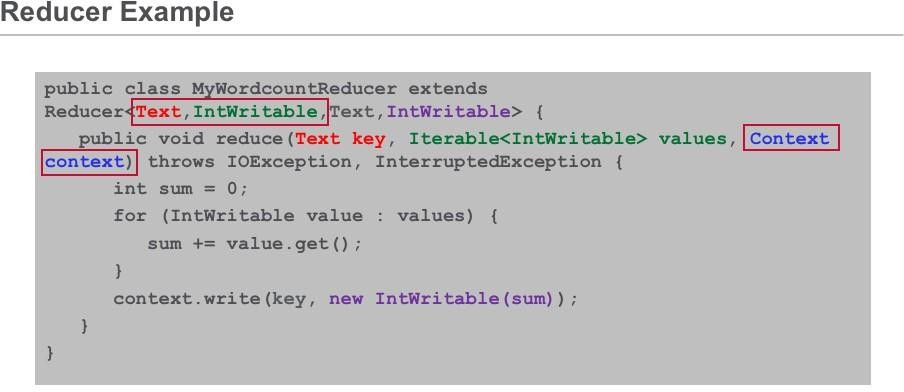 Reducer Example
public class MyWordcountReducer extends
Reducer<Text,IntWritable,Text,IntWritable> {
public void reduce(Text key, Iterable<IntWritable> values, Context
context) throws IOException, InterruptedException {
int sum = 0;
for (IntWritable value : values) {
sum += value.get();
}
context.write(key, new IntWritable(sum));
}
}